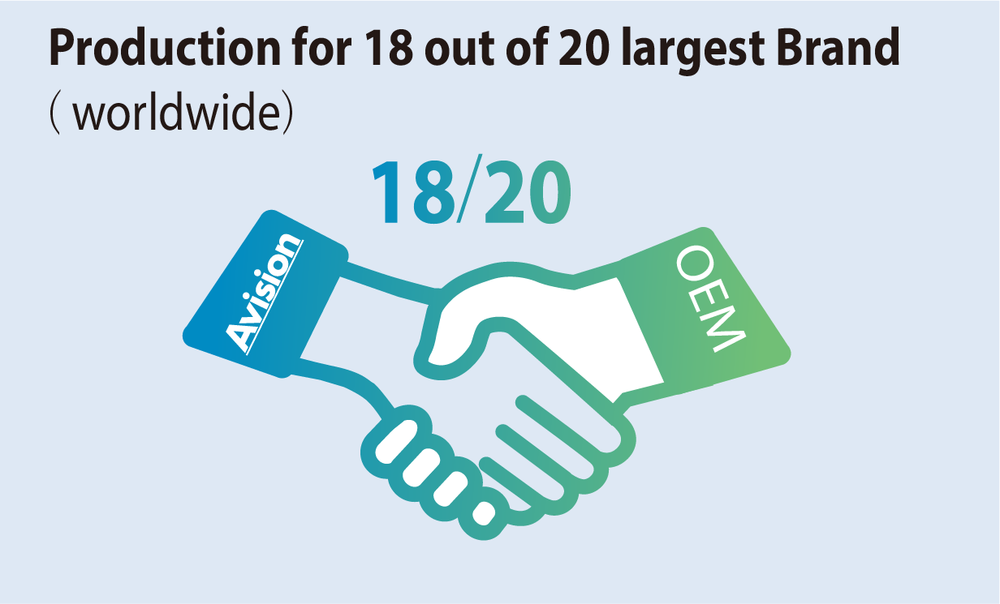 Production for 18 out of 20 largest Brand
( worldwide)
18/20
Avision
OEM